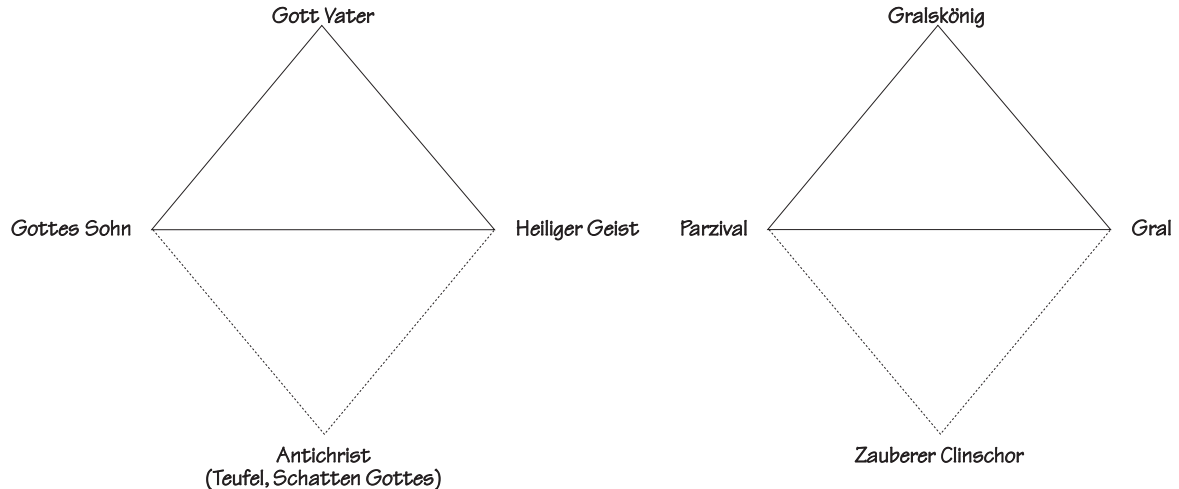 Gott Vater
Gralskönig
Gottes Sohn
Heiliger Geist
Parzival
Gral
Antichrist
(Teufel, Schatten Gottes)
Zauberer Clinschor